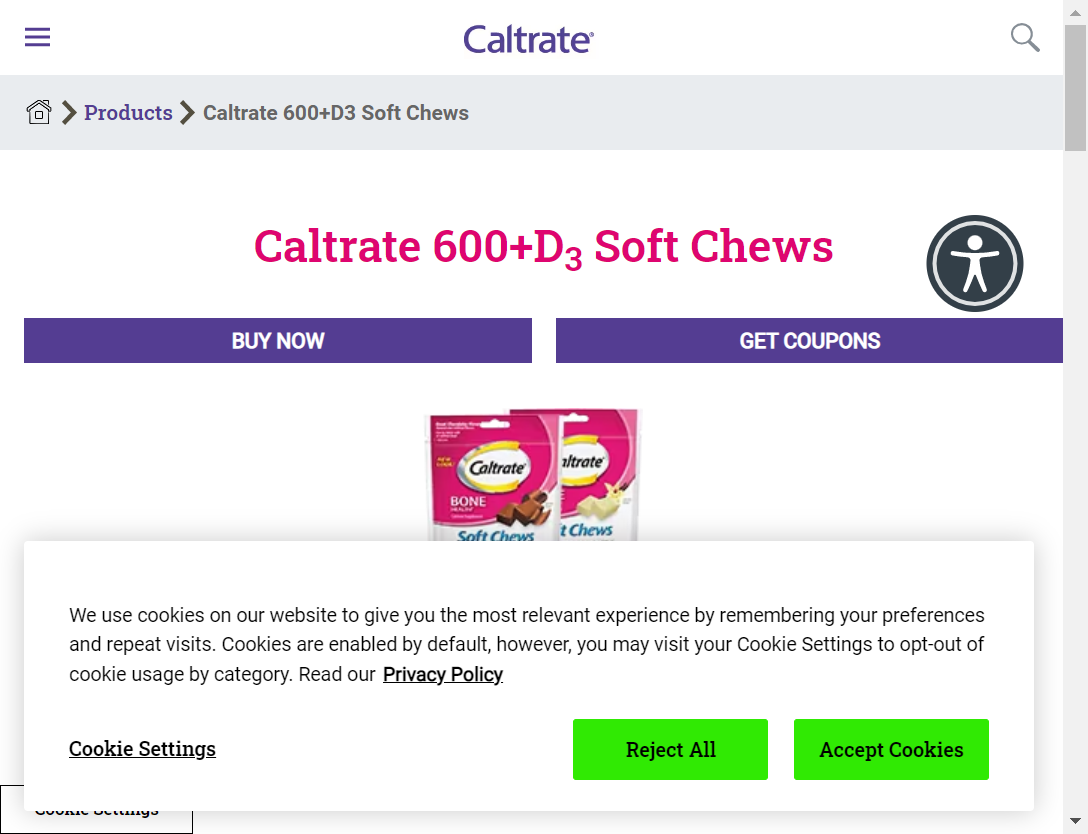 Caltrate®
Products
Caltrate 600+D3 Soft Chews
Caltrate 600+D3 Soft Chews
BUY NOW
GET COUPONS
Caltrate
BONE
HEALTH
Soft Chews
ltrate
t Chews
We use cookies on our website to give you the most relevant experience by remembering your preferences
and repeat visits. Cookies are enabled by default, however, you may visit your Cookie Settings to opt-out of
cookie usage by category. Read our Privacy Policy
Cookie Settings
Reject All
Accept Cookies
Cookie Settings